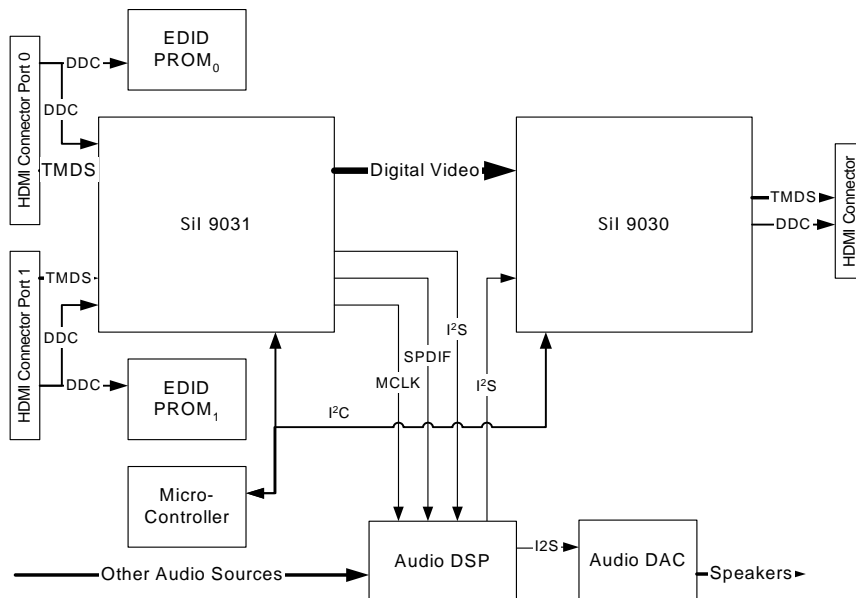 EDID
PROM0
HDMI Connector Port 0
DDC
DDC
TMDS
SiI 9031
Digital Video
SiI 9030
TMDS
DDC
HDMI Connector
HDMI Connector Port 1
TMDS
DDC
DDC
EDID
PROM1
I²S
SPDIF
MCLK
I²S
I²C
Micro-
Controller
Audio DSP
I2S
Audio DAC
Other Audio Sources
Speakers